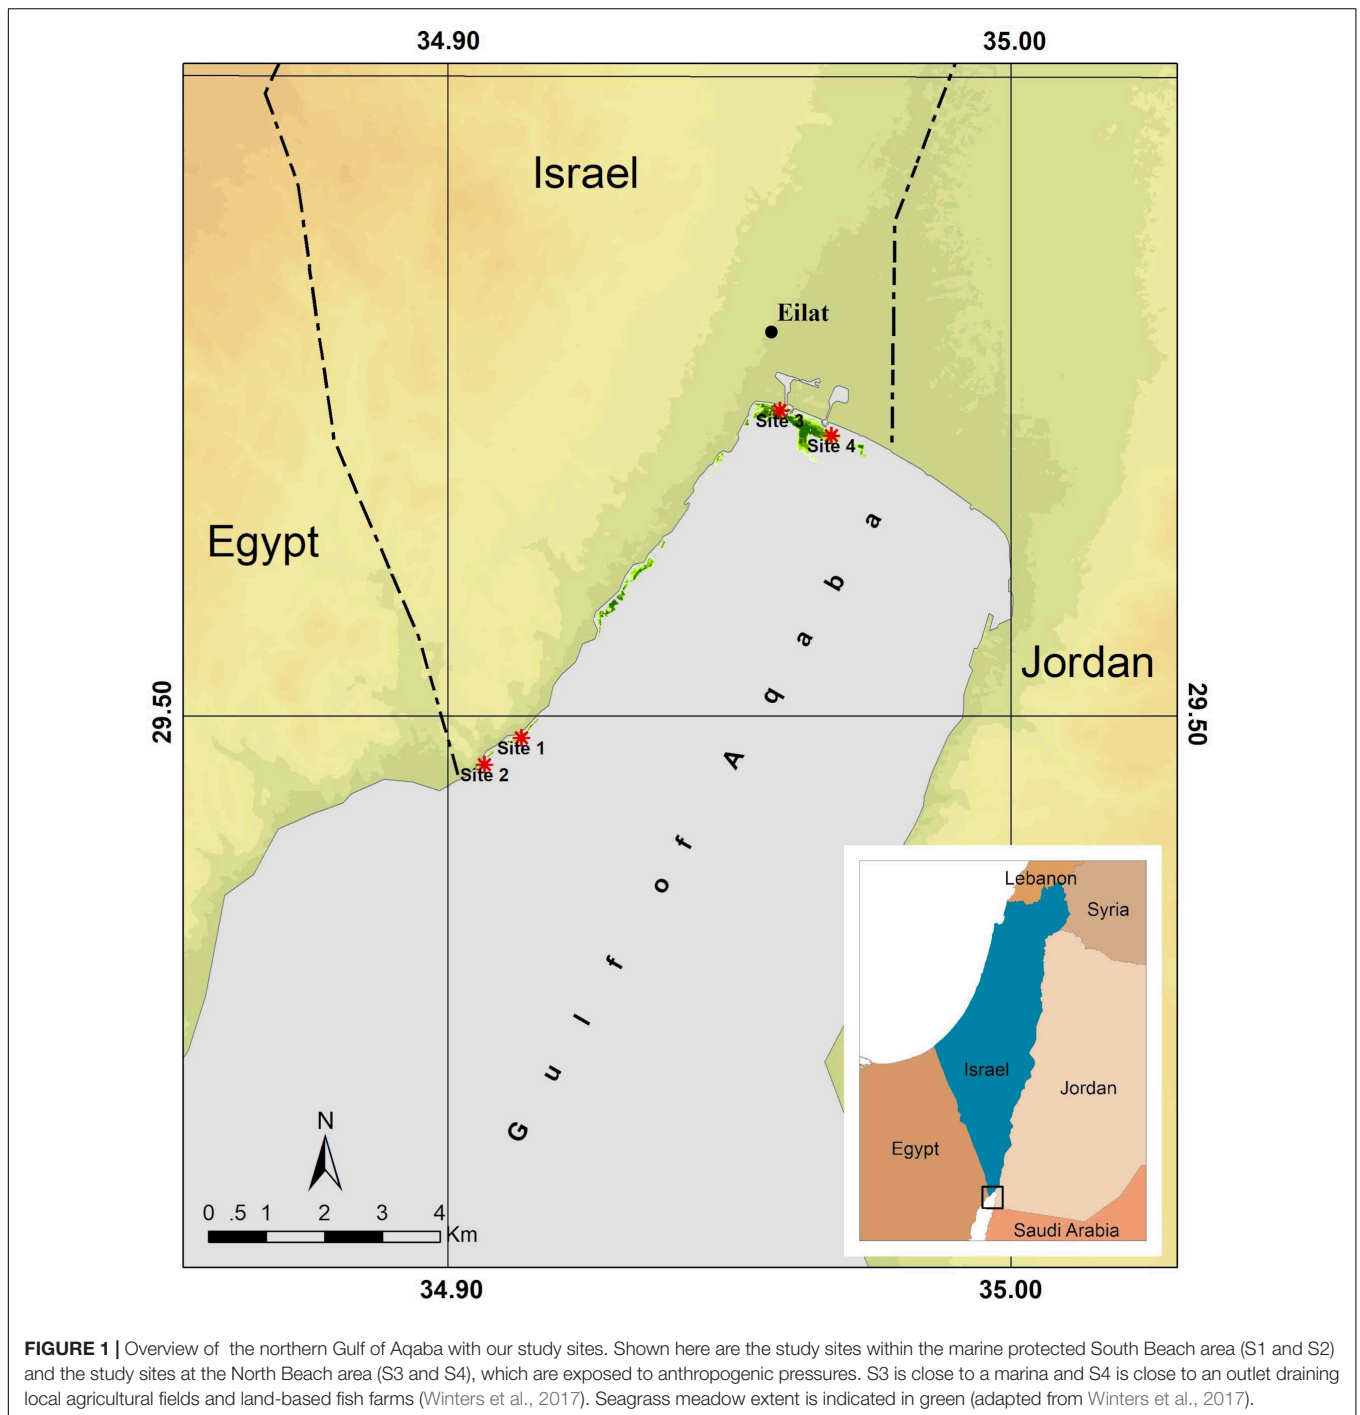 34.90 35.00
Israel
Eilat
Site 3
Site 4
Egypt
Jordan
29.50 29.50
Site 1
Site 2
Gulf of Aqaba
N
0 .5 1 2 3 4
Km
Lebanon
Syria
Israel
Jordan
Egypt
Saudi Arabia
34.90 35.00
FIGURE 1 | Overview of the northern Gulf of Aqaba with our study sites. Shown here are the study sites within the marine protected South Beach area (S1 and S2)
and the study sites at the North Beach area (S3 and S4), which are exposed to anthropogenic pressures. S3 is close to a marina and S4 is close to an outlet draining
local agricultural fields and land-based fish farms (Winters et al., 2017). Seagrass meadow extent is indicated in green (adapted from Winters et al., 2017).